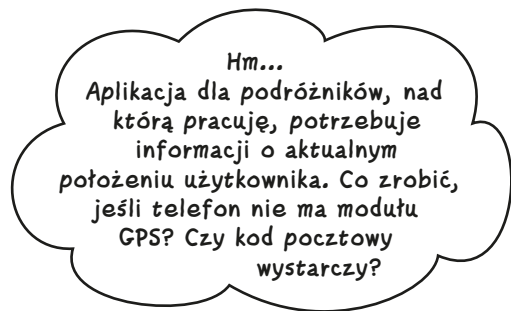 Hm...
Aplikacja dla podróżników, nad
którą pracuję, potrzebuje
informacji o aktualnym
położeniu użytkownika. Co zrobić,
jeśli telefon nie ma modułu
GPS? Czy kod pocztowy
wystarczy?